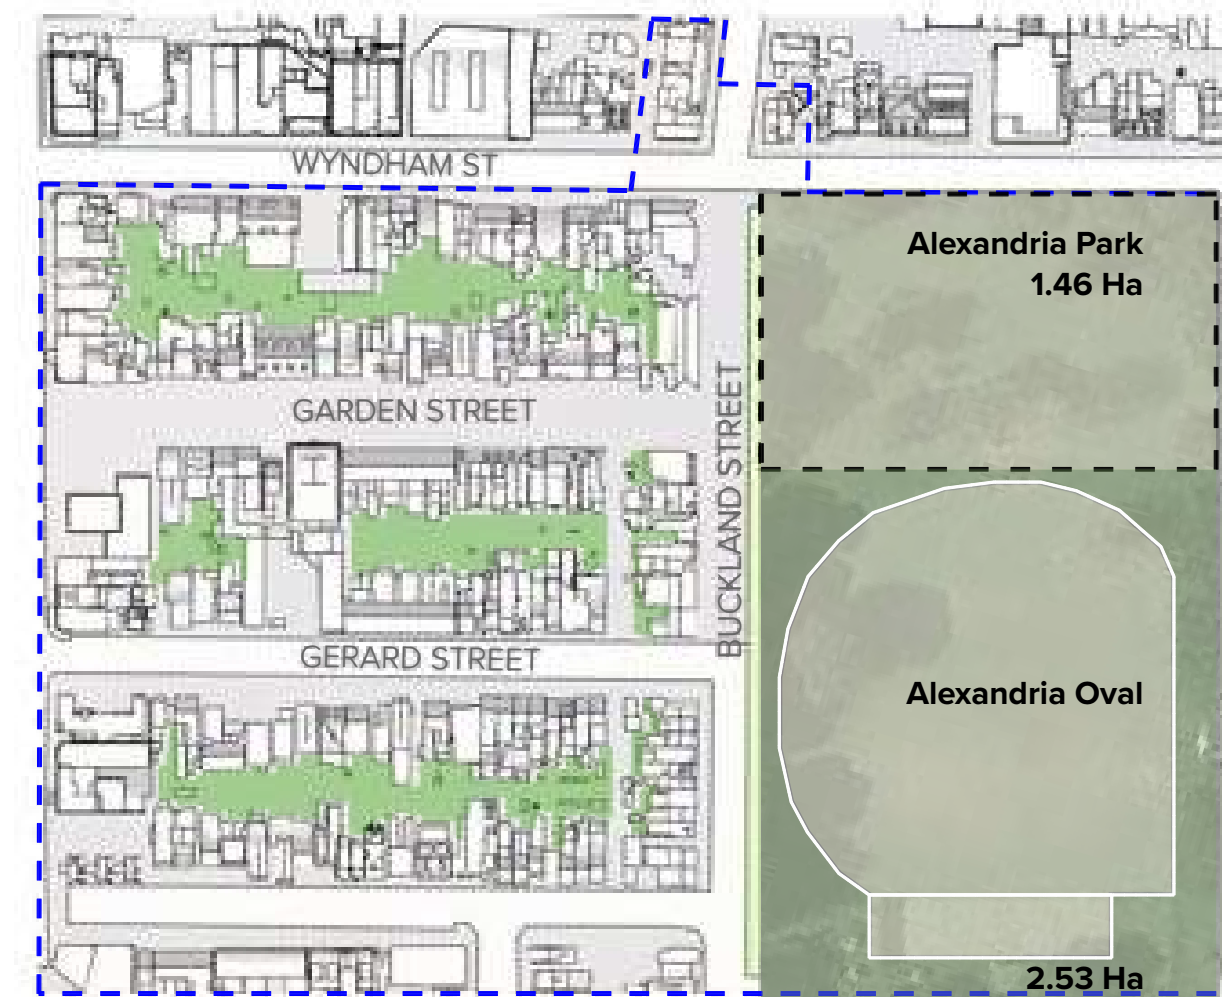 WYNDHAM ST
Alexandria Park
1.46 Ha
GARDEN STREET
BUCKLAND STREET
GERARD STREET
Alexandria Oval
2.53 Ha